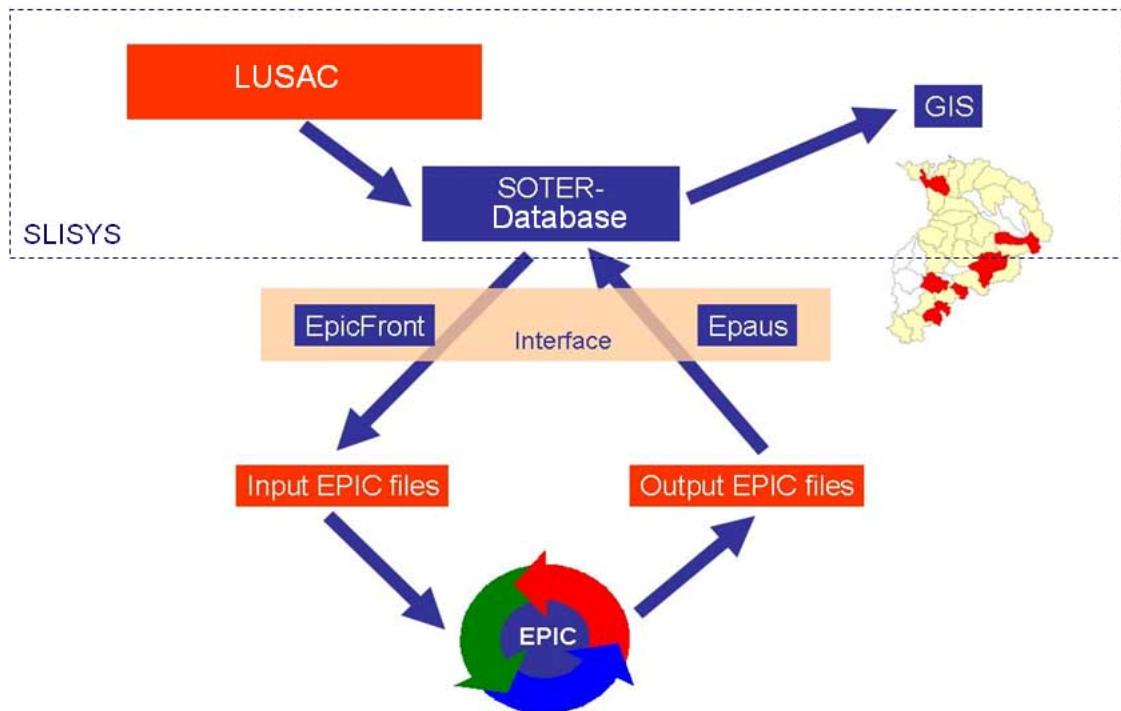 LUSAC
GIS
SOTER-
Database
SLISYS
EpicFront
Interface
Epaus
Input EPIC files
Output EPIC files
EPIC